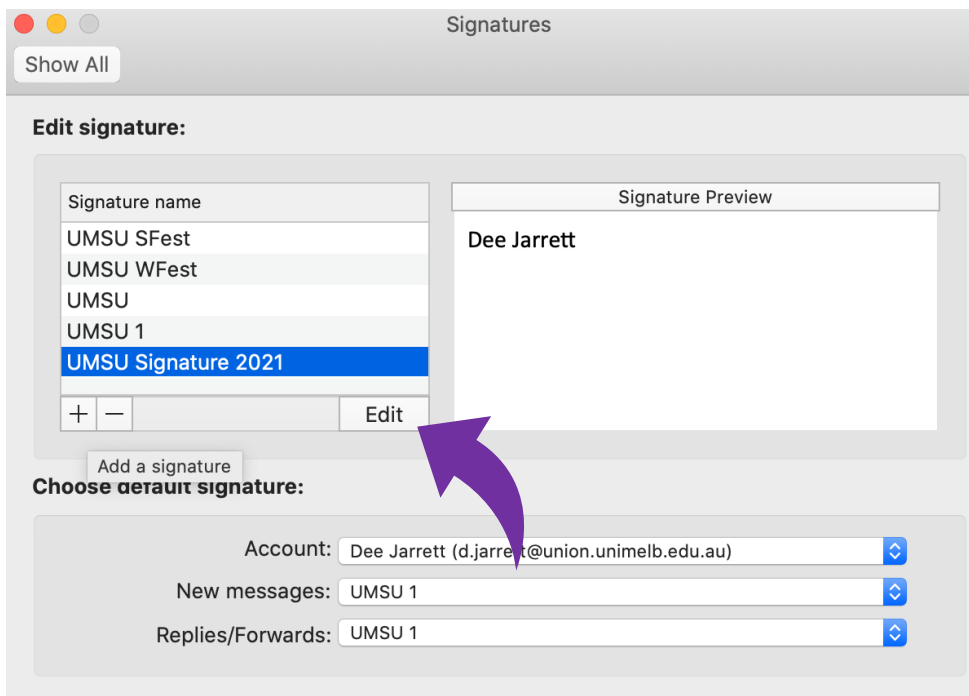 Signatures
Show All
Edit signature:
Signature name
UMSU SFest
UMSU WFest
UMSU
UMSU 1
UMSU Signature 2021
+ − Edit
Signature Preview
Dee Jarrett
Add a signature
Choose default signature:
Account: Dee Jarrett (d.jarrett@union.unimelb.edu.au)
New messages: UMSU 1
Replies/Forwards: UMSU 1